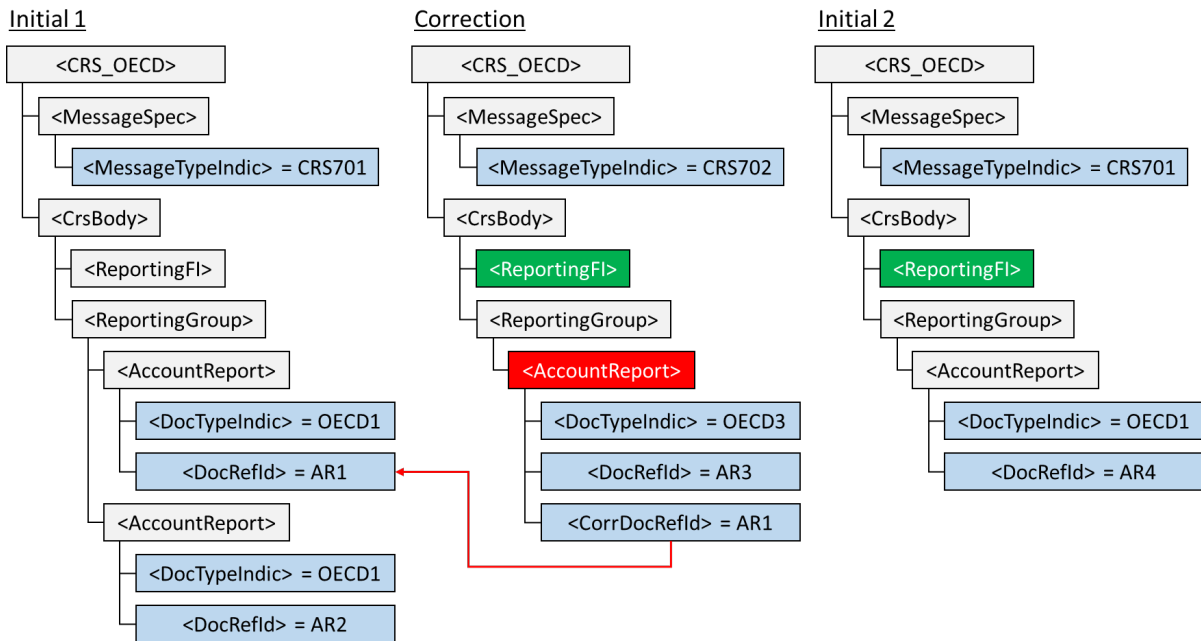 Initial 1
<CRS_OECD>
<MessageSpec>
<MessageTypeIndic> = CRS701
<CrsBody>
<ReportingFI>
<ReportingGroup>
<AccountReport>
<DocTypeIndic> = OECD1
<DocRefId> = AR1
<AccountReport>
<DocTypeIndic> = OECD1
<DocRefId> = AR2
Correction
<CRS_OECD>
<MessageSpec>
<MessageTypeIndic> = CRS702
<CrsBody>
<ReportingFI>
<ReportingGroup>
<AccountReport>
<DocTypeIndic> = OECD3
<DocRefId> = AR3
<CorrDocRefId> = AR1
Initial 2
<CRS_OECD>
<MessageSpec>
<MessageTypeIndic> = CRS701
<CrsBody>
<ReportingFI>
<ReportingGroup>
<AccountReport>
<DocTypeIndic> = OECD1
<DocRefId> = AR4